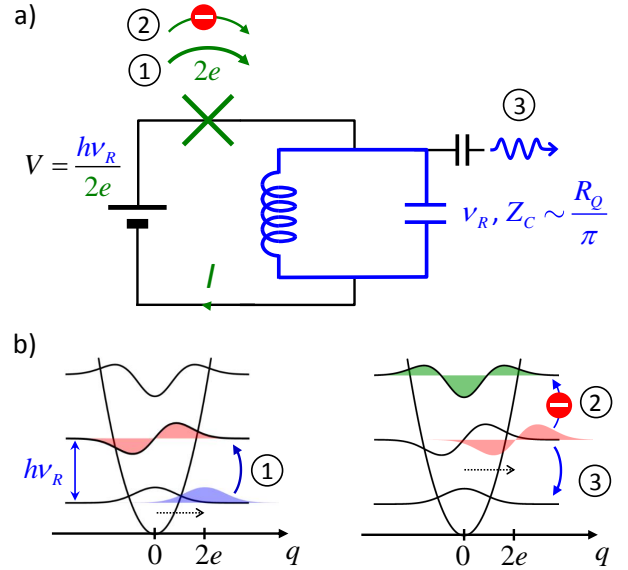 a)
②
①
2e
③
V = hν_R / 2e
ν_R , Z_C ~ R_Q / π
I
b)
hν_R
①
②
③
0 2e q
0 2e q